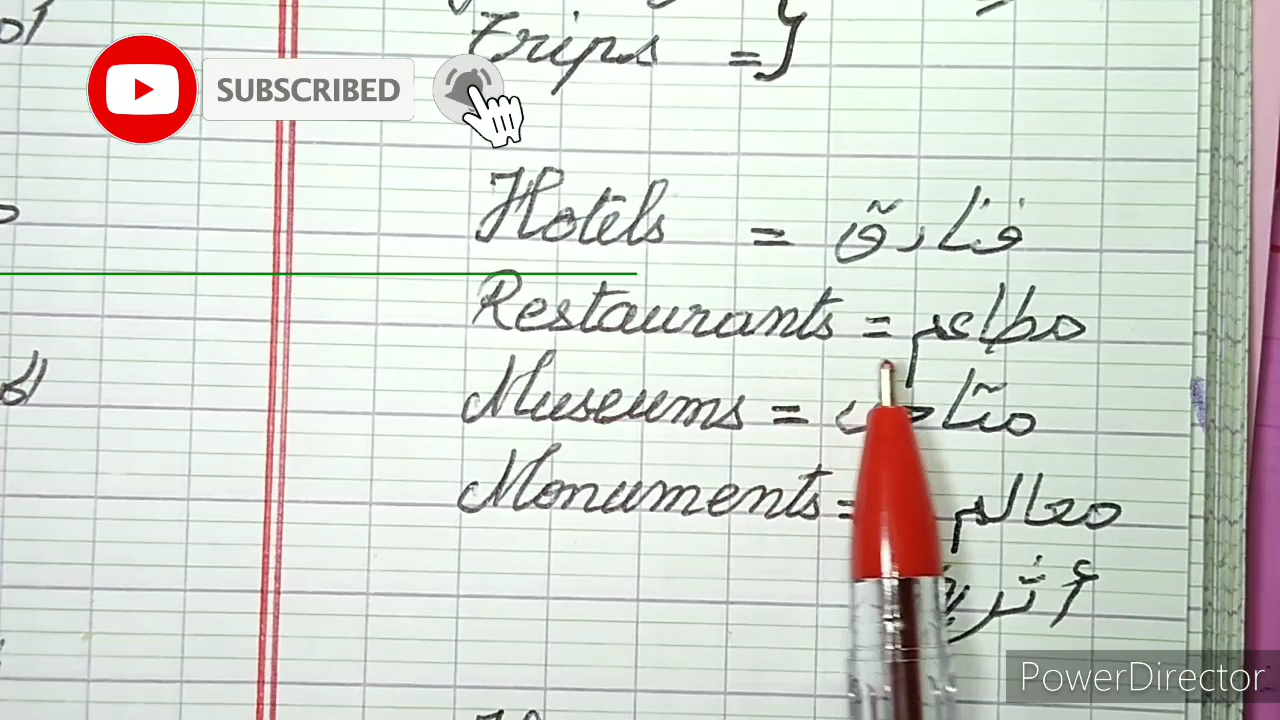 Trips =}
SUBSCRIBED
Hotels = فنادق
Restaurants = مطاعم
Museums = متاحف
Monuments = معالم
أثرية
PowerDirector